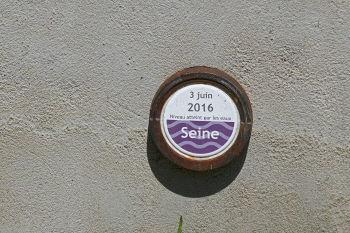 3 juin
2016
Niveau atteint par les eaux
Seine